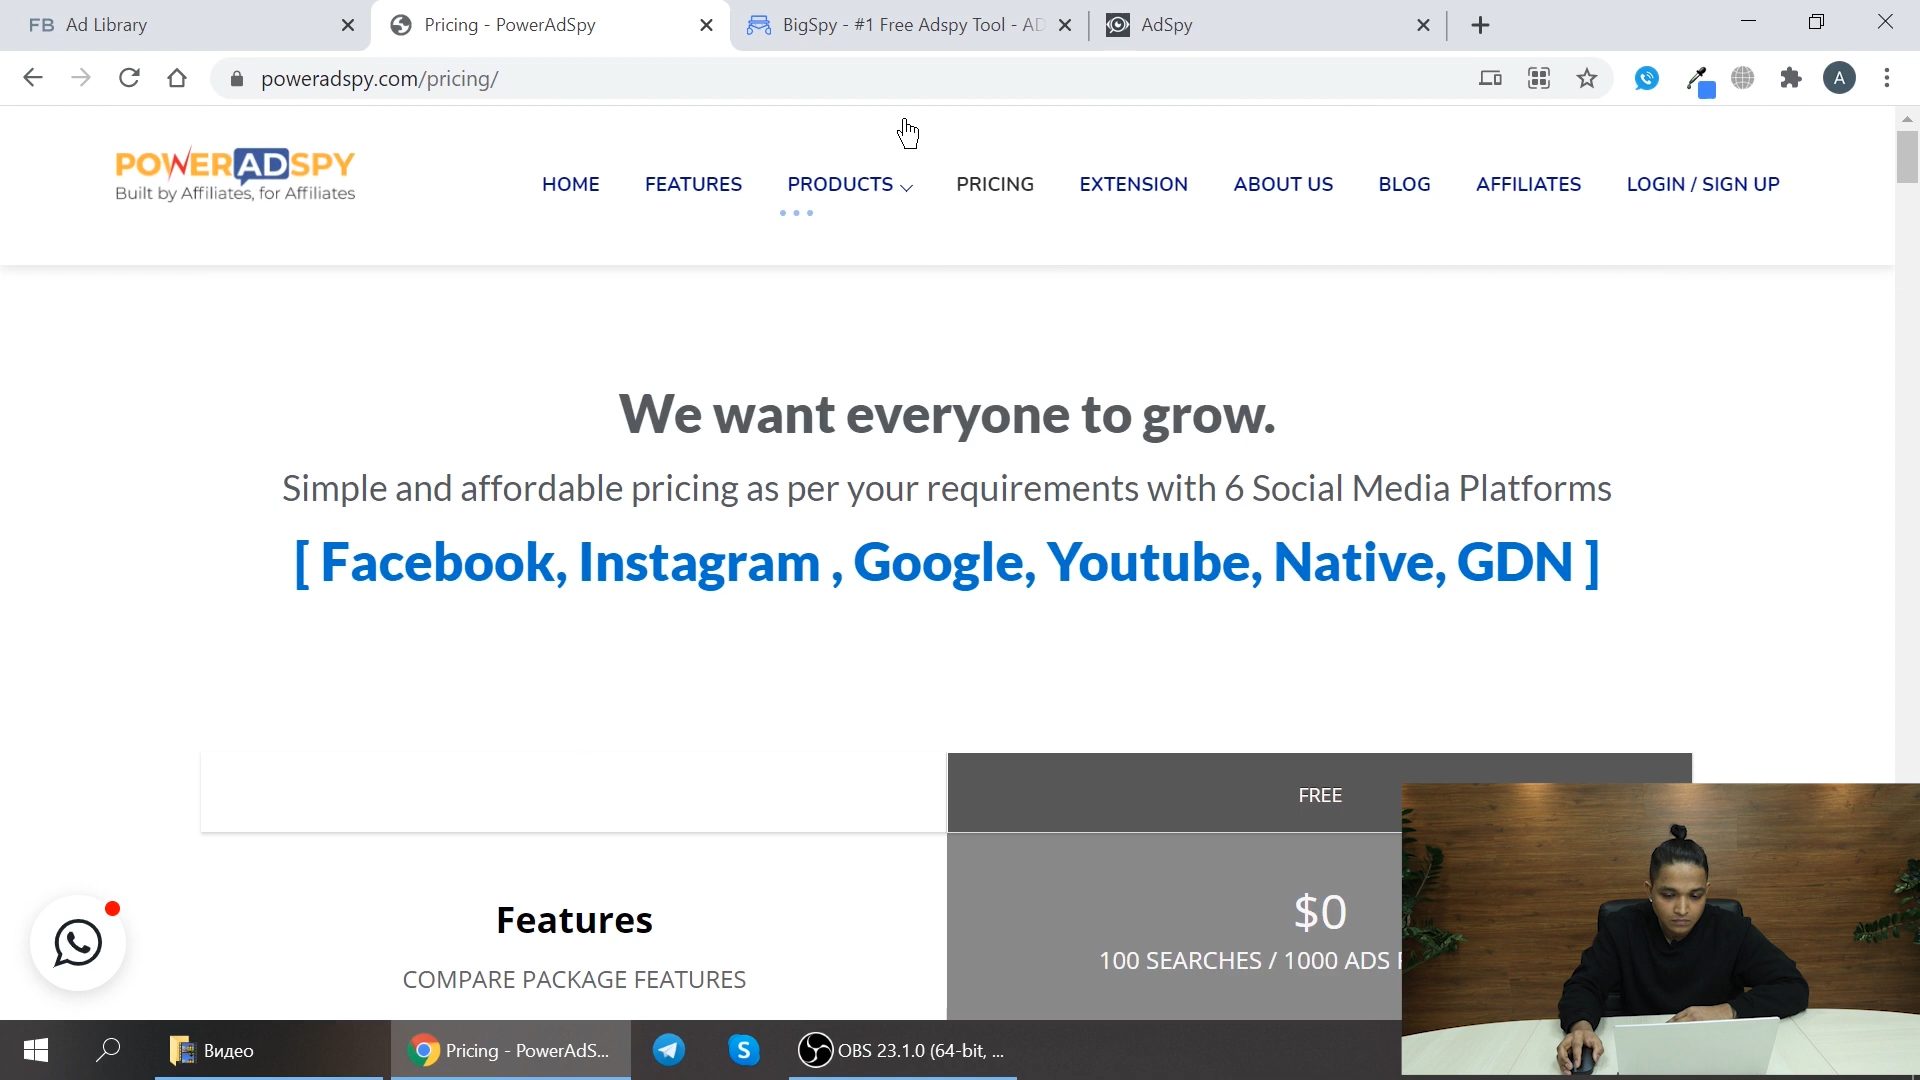 FB Ad Library
Pricing - PowerAdSpy
BigSpy - #1 Free Adspy Tool - AD
AdSpy
poweradspy.com/pricing/
A
POWERADSPY
Built by Affiliates, for Affiliates
HOME
FEATURES
PRODUCTS
PRICING
EXTENSION
ABOUT US
BLOG
AFFILIATES
LOGIN / SIGN UP
We want everyone to grow.
Simple and affordable pricing as per your requirements with 6 Social Media Platforms
[ Facebook, Instagram , Google, Youtube, Native, GDN ]
FREE
Features
$0
COMPARE PACKAGE FEATURES
100 SEARCHES / 1000 ADS
Видео
Pricing - PowerAdS...
S
OBS 23.1.0 (64-bit, ...